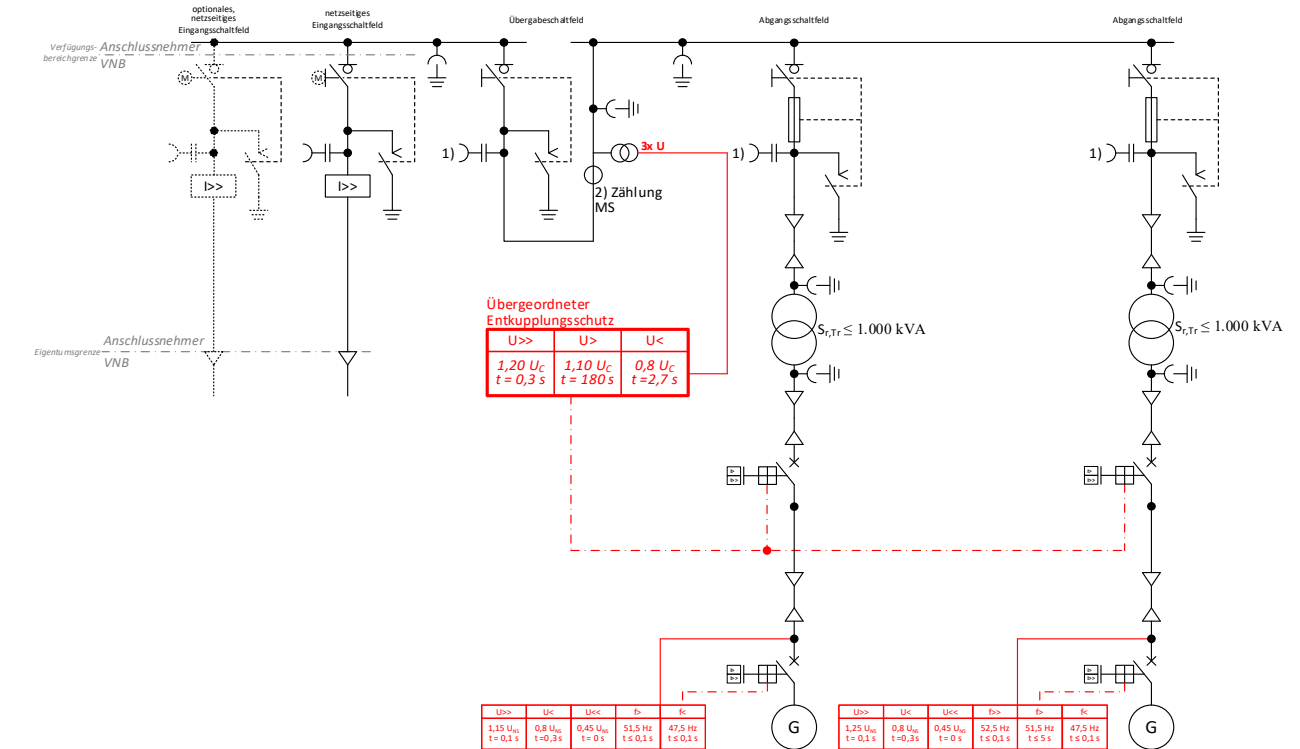 optionales,
netzseitiges
Eingangsschaltfeld
netzseitiges
Eingangsschaltfeld
Übergabeschaltfeld
Abgangsschaltfeld
Abgangsschaltfeld
Verfügungs-
bereichgrenze
Anschlussnehmer
VNB
M
M
1)
3x U
1)
1)
I>>
I>>
2) Zählung
MS
Übergeordneter
Entkupplungsschutz
U>> U> U<
1,20 UC 1,10 UC 0,8 UC
t = 0,3 s t = 180 s t =2,7 s
Sr,Tr ≤ 1.000 kVA
Sr,Tr ≤ 1.000 kVA
Eigentumsgrenze
Anschlussnehmer
VNB
I>
I>>
I>
I>>
I>
I>>
I>
I>>
U>> U< U<< f> f<
1,15 UNS 0,8 UNS 0,45 UNS 51,5 Hz 47,5 Hz
t = 0,1 s t =0,3s t = 0 s t ≤ 0,1 s t ≤ 0,1 s
G
U>> U< U<< f>> f> f<
1,25 UNS 0,8 UNS 0,45 UNS 52,5 Hz 51,5 Hz 47,5 Hz
t = 0,1 s t =0,3s t = 0 s t ≤ 0,1 s t ≤ 5 s t ≤ 0,1 s
G